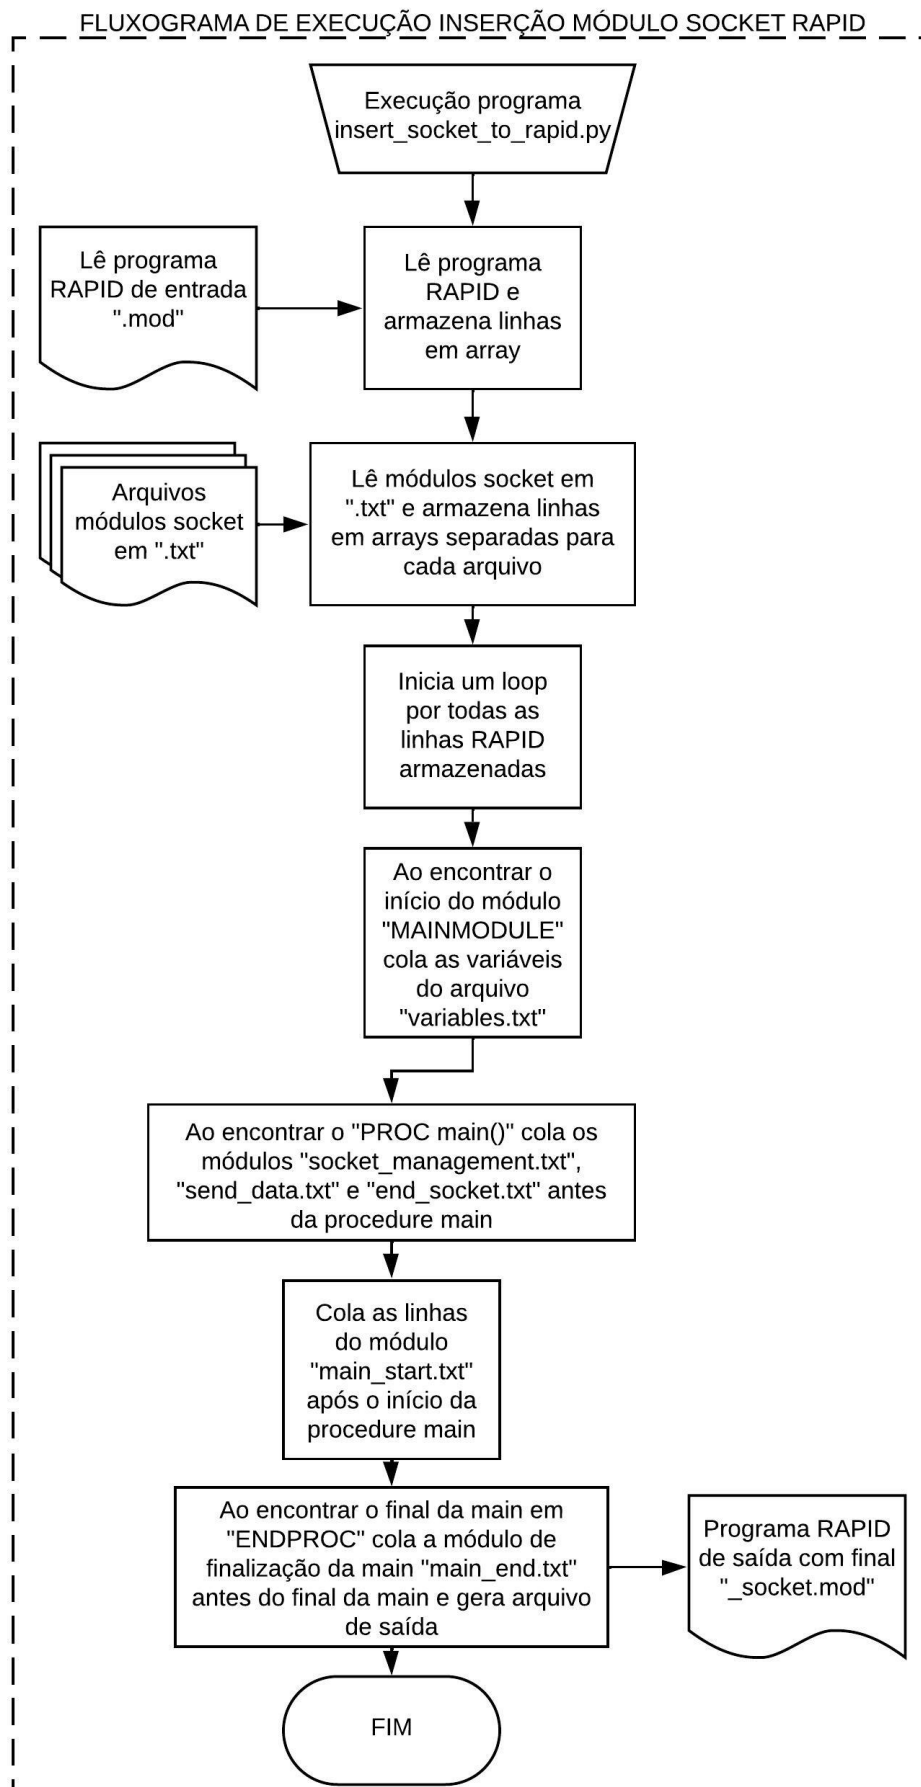 FLUXOGRAMA DE EXECUÇÃO INSERÇÃO MÓDULO SOCKET RAPID
Execução programa
insert_socket_to_rapid.py
Lê programa
RAPID de entrada
".mod"
Lê programa
RAPID e
armazena linhas
em array
Arquivos
módulos socket
em ".txt"
Lê módulos socket em
".txt" e armazena linhas
em arrays separadas para
cada arquivo
Inicia um loop
por todas as
linhas RAPID
armazenadas
Ao encontrar o
início do módulo
"MAINMODULE"
cola as variáveis
do arquivo
"variables.txt"
Ao encontrar o "PROC main()" cola os
módulos "socket_management.txt",
"send_data.txt" e "end_socket.txt" antes
da procedure main
Cola as linhas
do módulo
"main_start.txt"
após o início da
procedure main
Ao encontrar o final da main em
"ENDPROC" cola a módulo de
finalização da main "main_end.txt"
antes do final da main e gera arquivo
de saída
Programa RAPID
de saída com final
"_socket.mod"
FIM